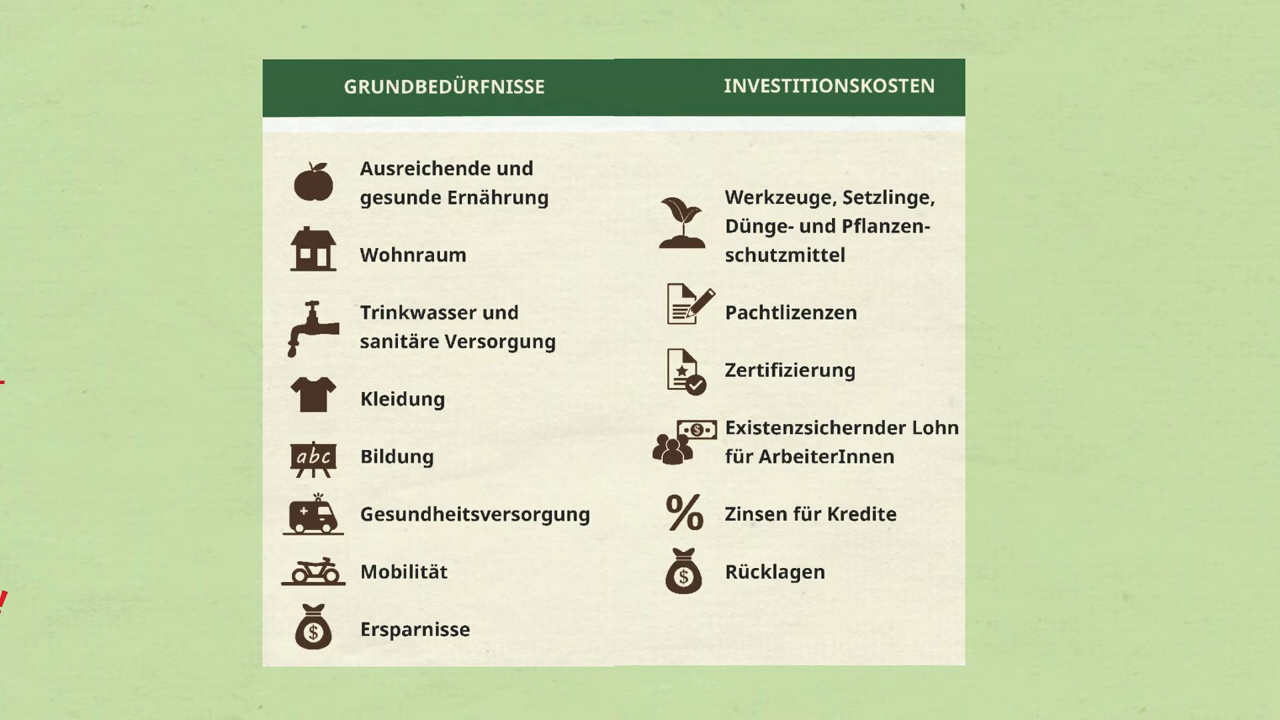 GRUNDBEDÜRFNISSE
Ausreichende und
gesunde Ernährung
Wohnraum
Trinkwasser und
sanitäre Versorgung
Kleidung
abc
Bildung
Gesundheitsversorgung
Mobilität
$
Ersparnisse
INVESTITIONSKOSTEN
Werkzeuge, Setzlinge,
Dünge- und Pflanzen-
schutzmittel
Pachtlizenzen
Zertifizierung
$
Existenzsichernder Lohn
für ArbeiterInnen
%
Zinsen für Kredite
$
Rücklagen